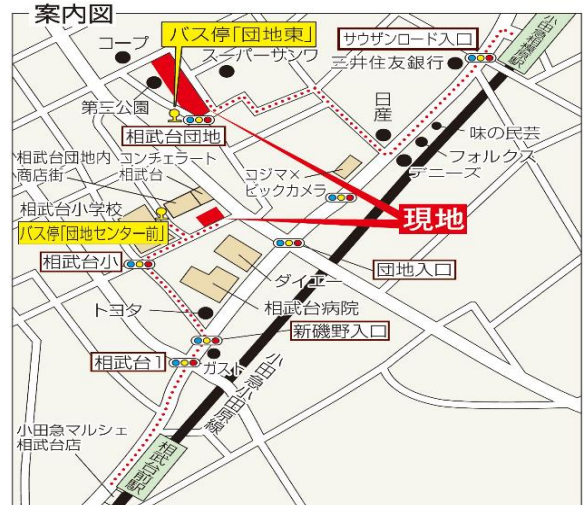 案内図
バス停「団地東」
サウザンロード入口
小田急相模原駅
コープ
スーパーサンワ
三井住友銀行
第三公園
日産
相武台団地
味の民芸
フォルクス
デニーズ
相武台団地内
商店街
コンチェラート
相武台
コジマ×
ビックカメラ
相武台小学校
現地
バス停「団地センター前」
相武台小
団地入口
ダイエー
相武台病院
トヨタ
新磯野入口
相武台1
ガスト
小田急小田原線
小田急マルシェ
相武台店
相武台前駅